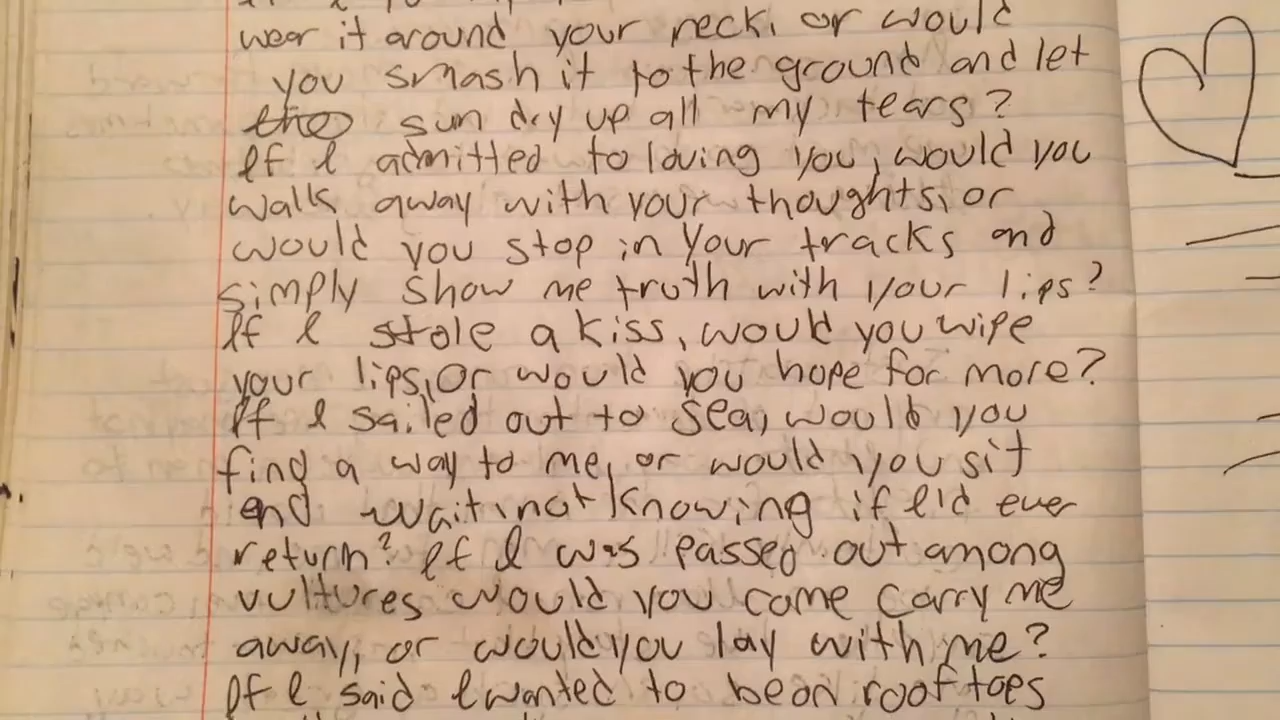 wear it around your neck, or would
you smash it to the ground and let
the sun dry up all my tears?
If I admitted to loving you, would you
walk away with your thoughts, or
would you stop in your tracks and
simply show me truth with your lips?
If I stole a kiss, would you wipe
your lips, or would you hope for more?
If I sailed out to sea, would you
find a way to me, or would you sit
and wait, not knowing if I'd ever
return? If I was passed out among
vultures would you come carry me
away, or would you lay with me?
If I said I wanted to be on rooftops